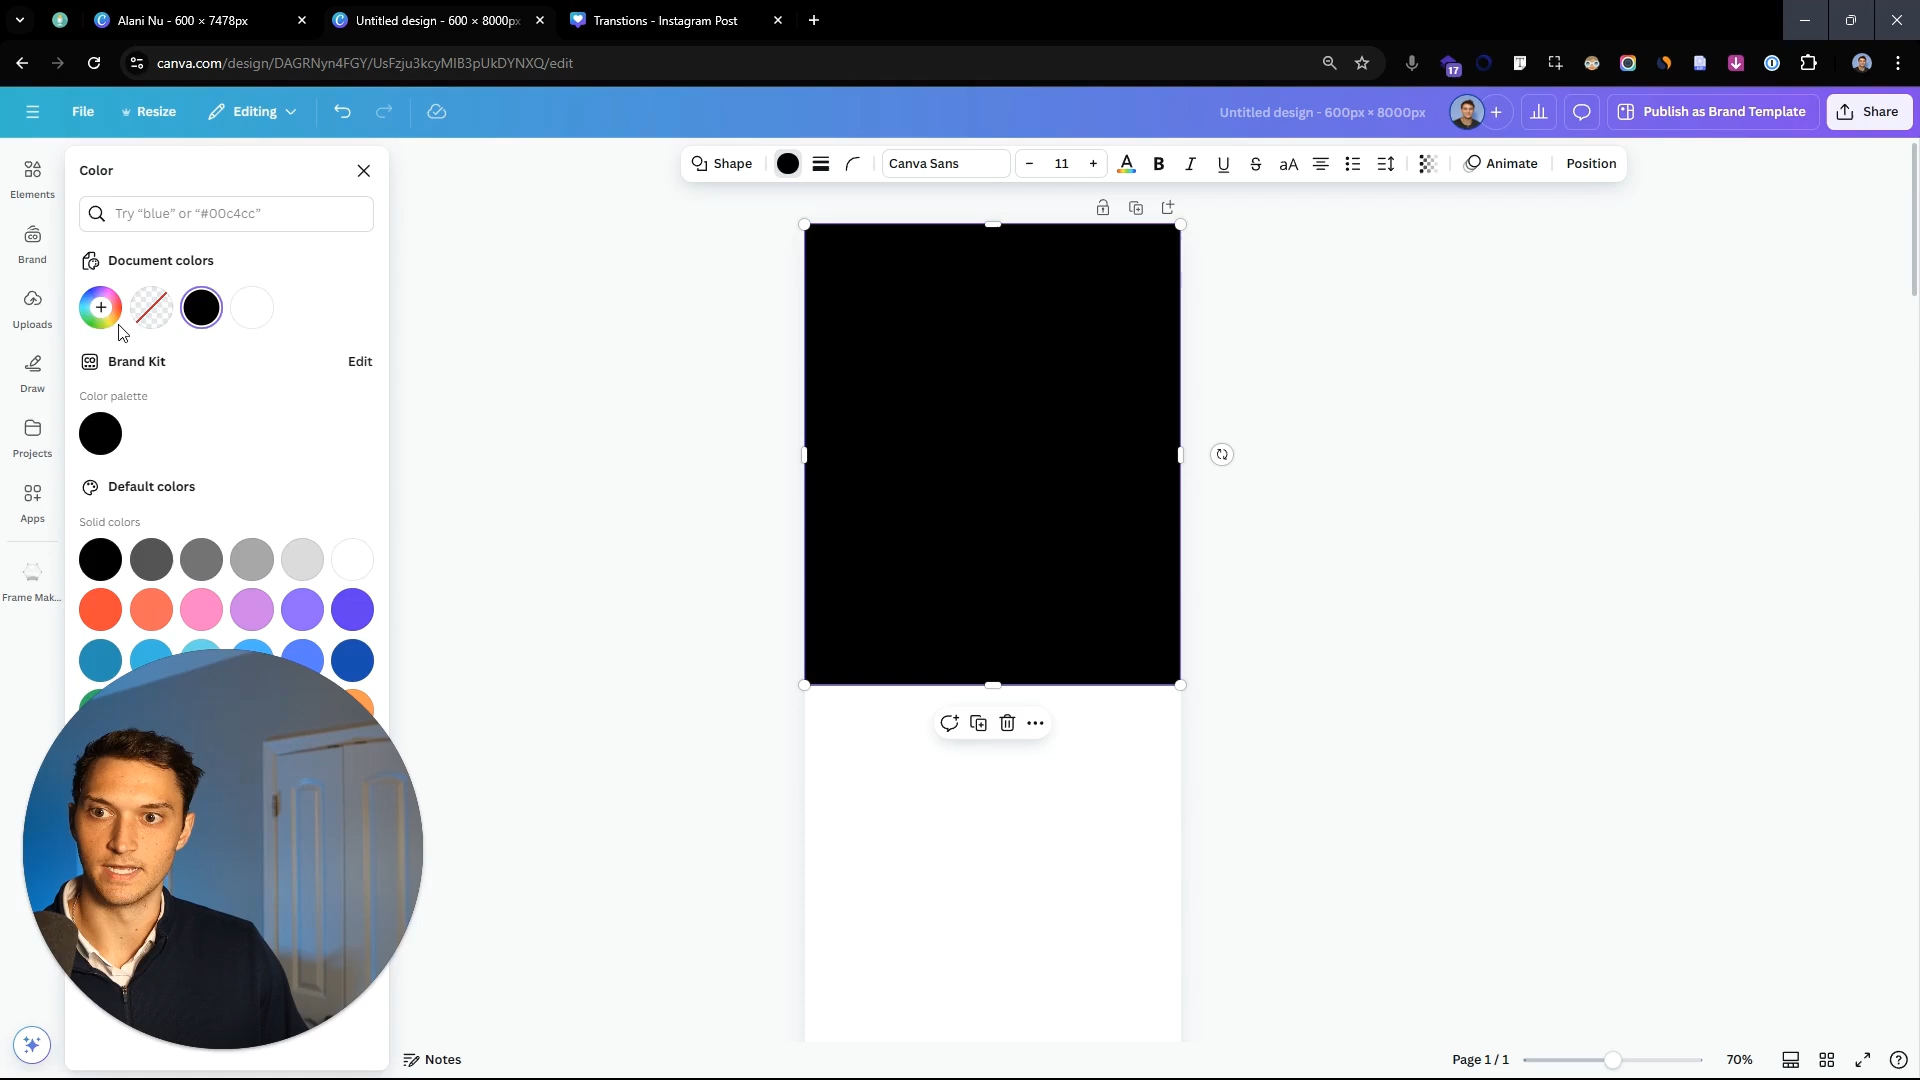 Alani Nu - 600 × 7478px
Untitled design - 600 × 8000px
Transtions - Instagram Post
canva.com/design/DAGRNyn4FGY/UsFzju3kcyMIB3pUkDYNXQ/edit
17
File
Resize
Editing
Untitled design - 600px × 8000px
Publish as Brand Template
Share
Elements
Brand
Uploads
Draw
Projects
Apps
Frame Mak...
Color
Try “blue” or “#00c4cc”
Document colors
Brand Kit
Edit
Color palette
Default colors
Solid colors
Shape
Canva Sans
− 11 +
A B I U S aA
Animate
Position
Notes
Page 1 / 1
70%